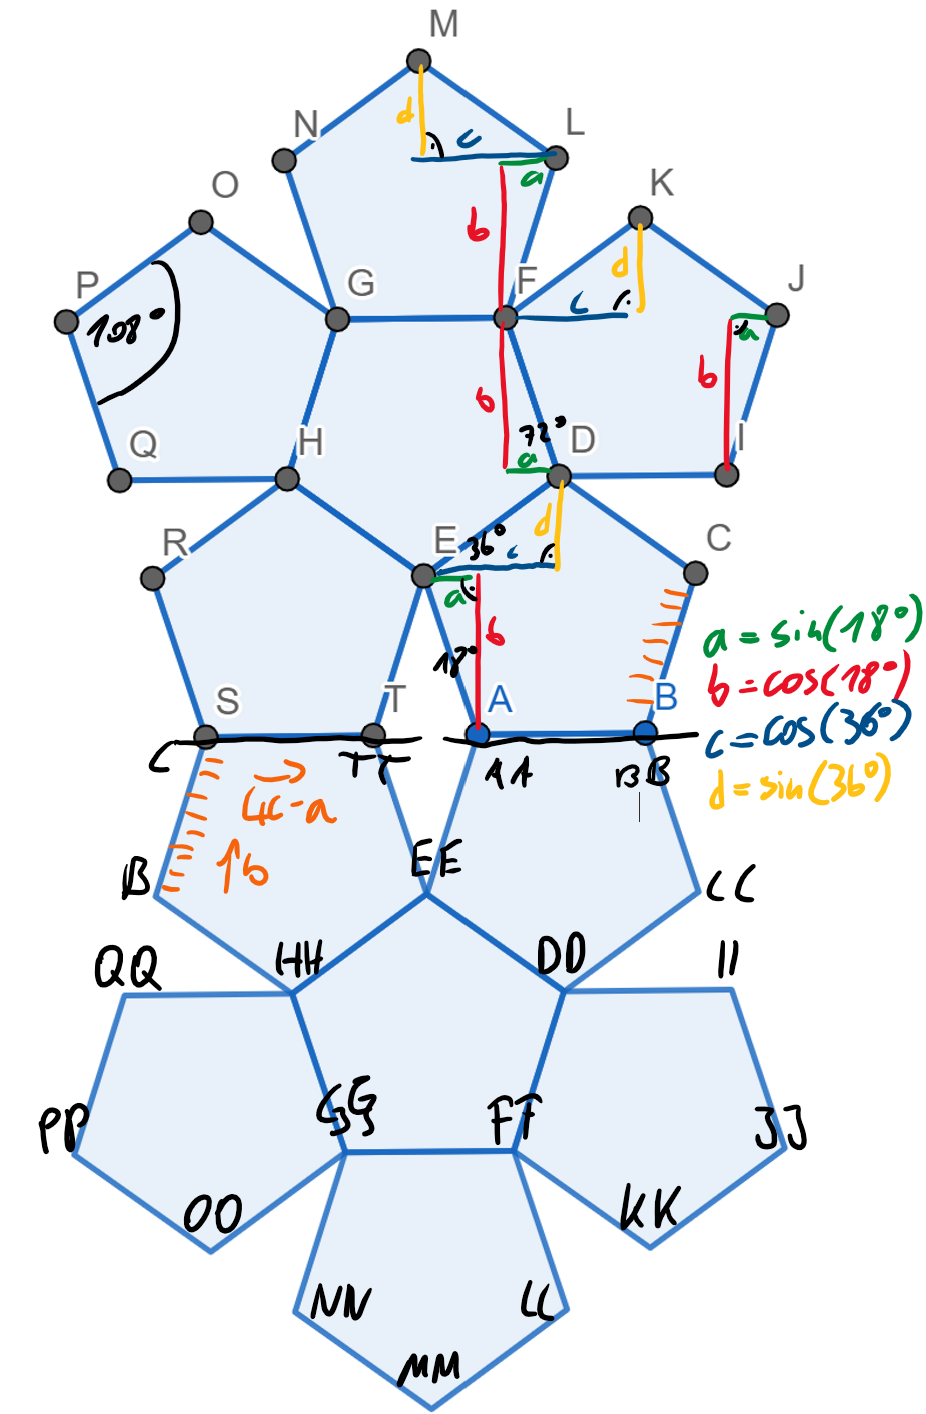 M
d
N
c
L
O
a
K
b
P
G
F
d
J
108°
c
a
b
b
Q
H
72°
D
I
a
R
E
36°
c
d
C
a
b
18°
a = sin(18°)
b = cos(18°)
c = cos(36°)
d = sin(36°)
S
T
A
B
C
TT
AA
BB
4c-a
B
↑b
EE
CC
QQ
HH
DD
II
PP
GG
FF
JJ
OO
KK
NN
LL
MM